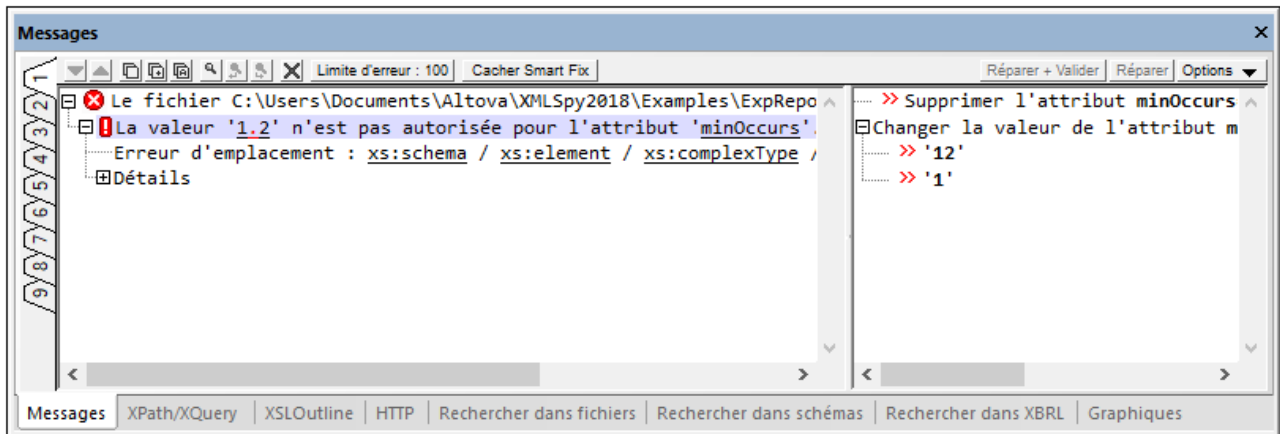 Messages
Limite d'erreur : 100 Cacher Smart Fix Réparer + Valider Réparer Options
1
2
3
4
5
6
7
8
9
Le fichier C:\Users\Documents\Altova\XMLSpy2018\Examples\ExpRepo
La valeur '1.2' n'est pas autorisée pour l'attribut 'minOccurs'.
Erreur d'emplacement : xs:schema / xs:element / xs:complexType /
Détails
Supprimer l'attribut minOccurs
Changer la valeur de l'attribut m
'12'
'1'
Messages XPath/XQuery XSLOutline HTTP Rechercher dans fichiers Rechercher dans schémas Rechercher dans XBRL Graphiques